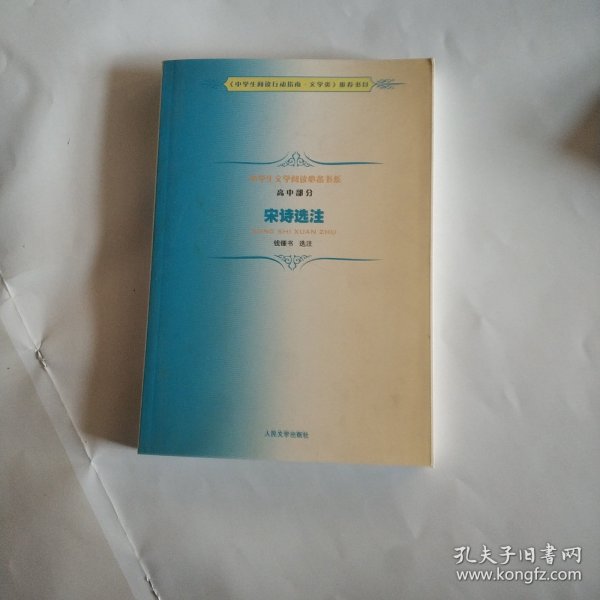 《中学生阅读行动指南·文学类》推荐书目
中学生文学阅读必备书系
高中部分
宋诗选注
SONG SHI XUAN ZHU
钱锺书 选注
人民文学出版社
孔夫子旧书网
www.kongfz.com